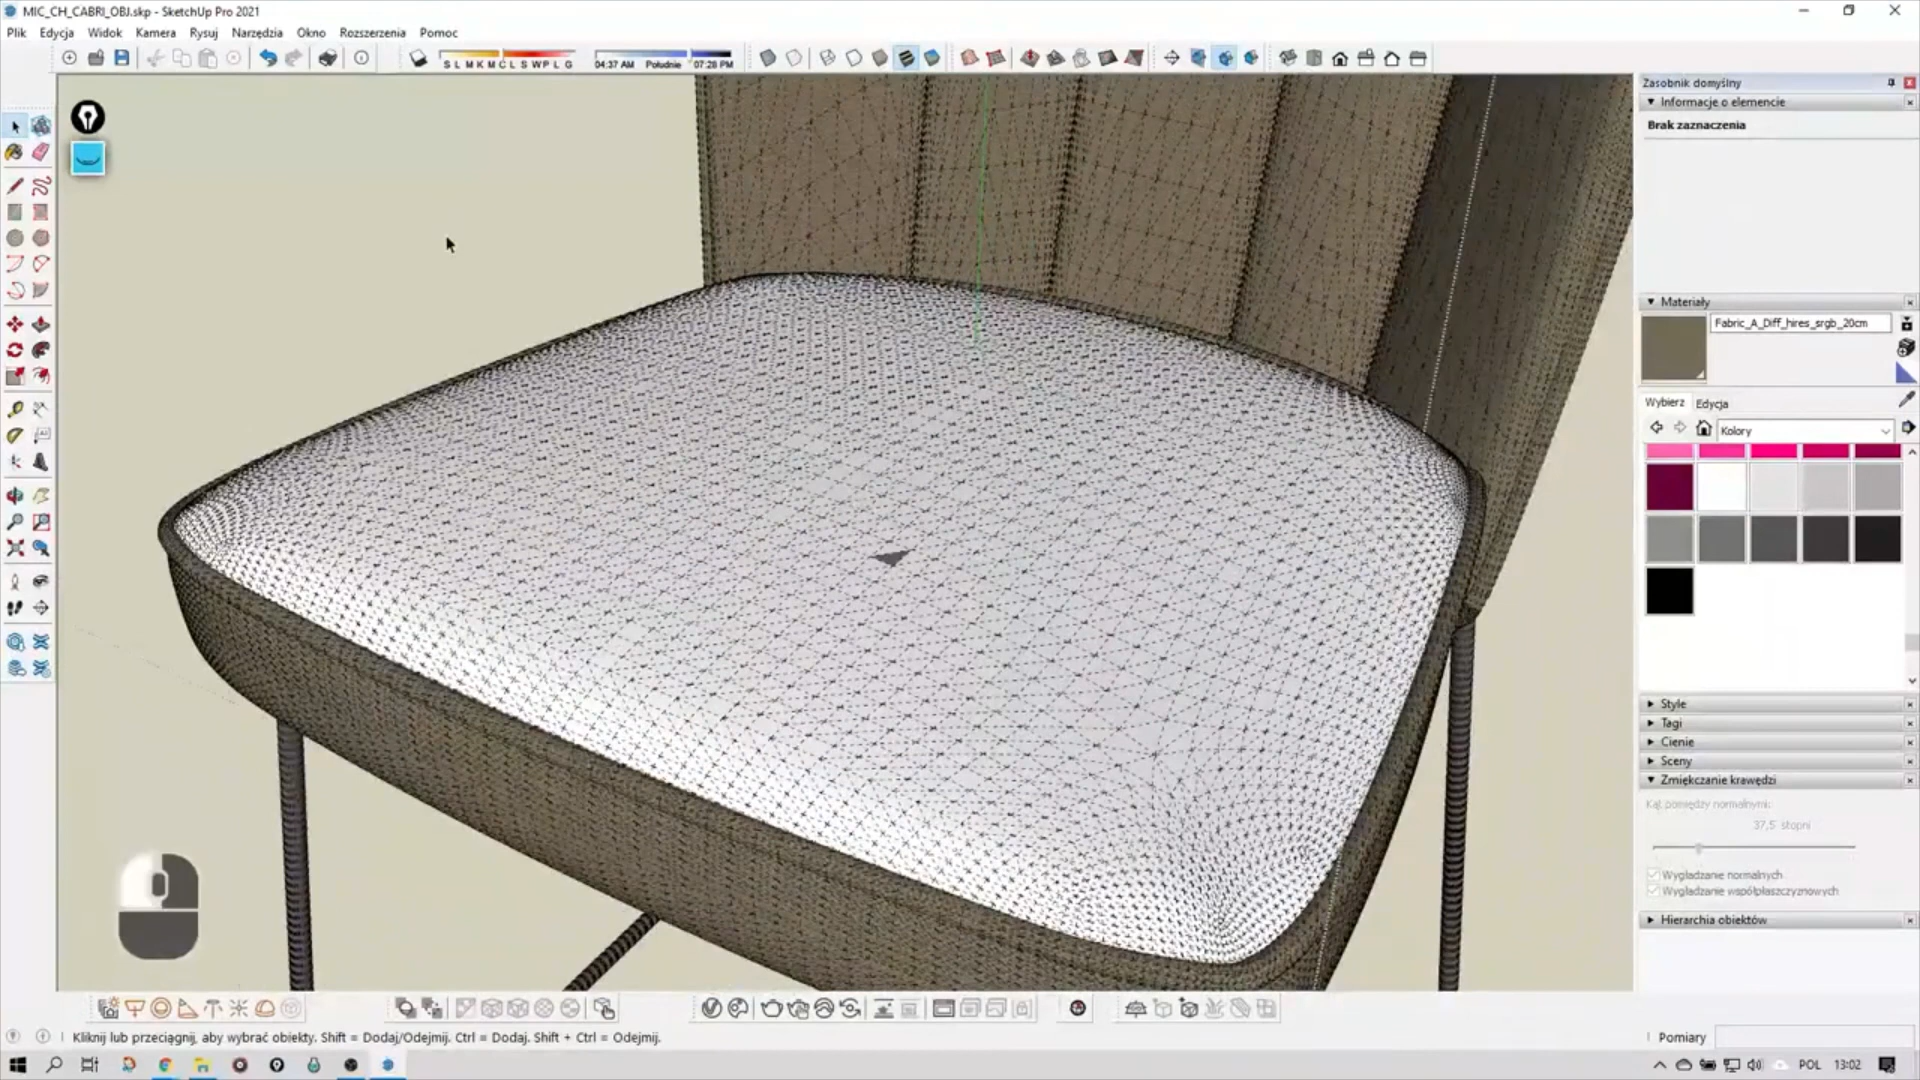 MIC_CH_CABRI_OBJ.skp - SketchUp Pro 2021
Plik Edycja Widok Kamera Rysuj Narzędzia Okno Rozszerzenia Pomoc
04:37 AM Południe 07:28 PM
Zasobnik domyślny
Informacje o elemencie
Brak zaznaczenia
Materiały
Fabric_A_Diff_hires_srgb_20cm
Wybierz Edycja
Kolory
Style
Tagi
Cienie
Sceny
Zmiękczanie krawędzi
Kąt pomiędzy normalnymi:
37,5 stopni
Wygładzanie normalnych
Wygładzanie współpłaszczyznowych
Hierarchia obiektów
Kliknij lub przeciągnij, aby wybrać obiekty. Shift = Dodaj/Odejmij. Ctrl = Dodaj. Shift + Ctrl = Odejmij.
Pomiary
POL 13:02